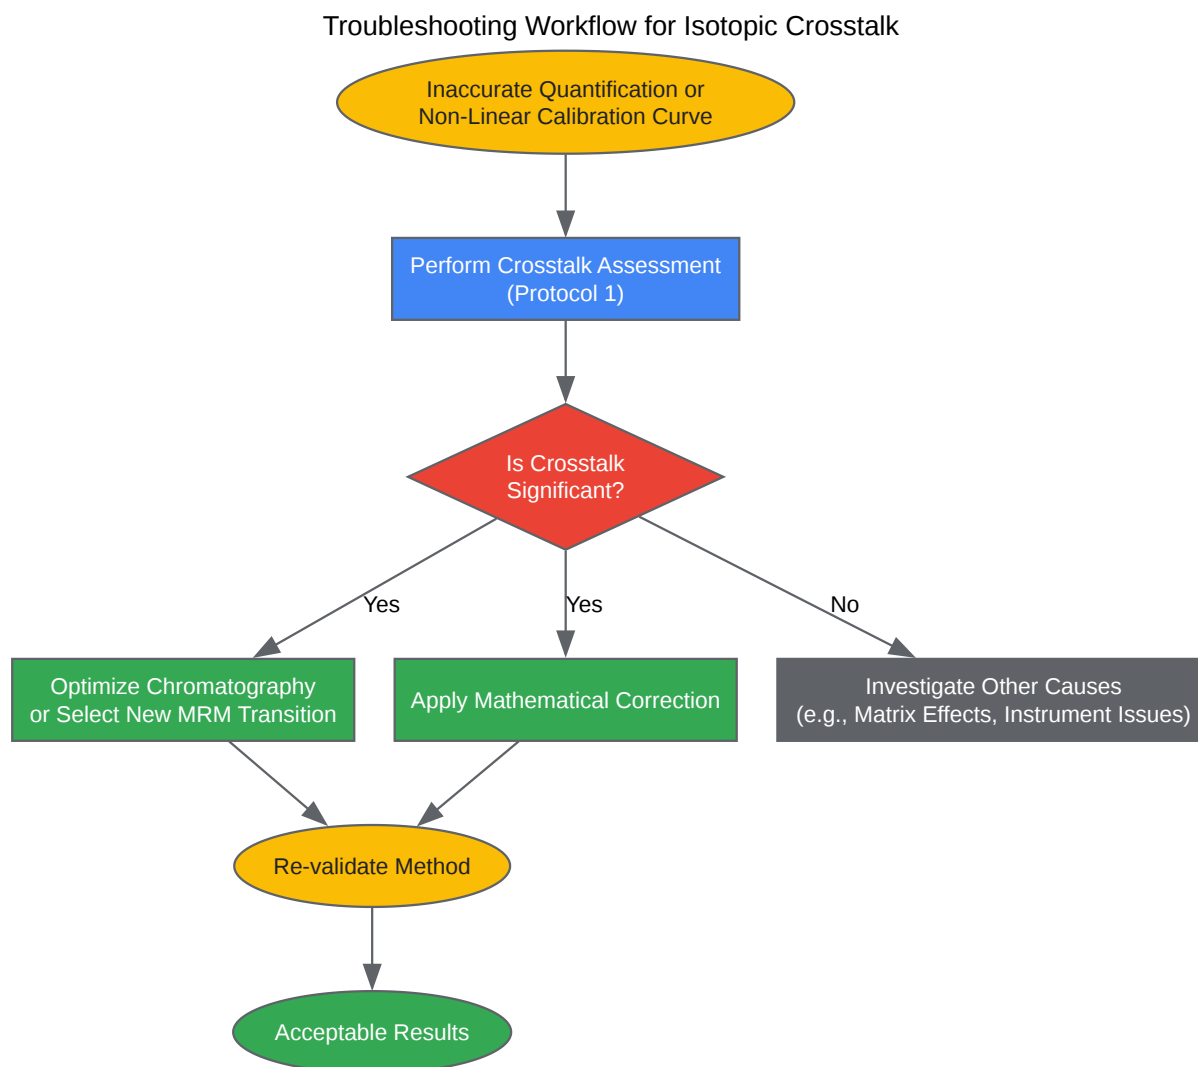 Troubleshooting Workflow for Isotopic Crosstalk
Inaccurate Quantification or
Non-Linear Calibration Curve
Perform Crosstalk Assessment
(Protocol 1)
Is Crosstalk
Significant?
Yes
Yes
No
Optimize Chromatography
or Select New MRM Transition
Apply Mathematical Correction
Investigate Other Causes
(e.g., Matrix Effects, Instrument Issues)
Re-validate Method
Acceptable Results